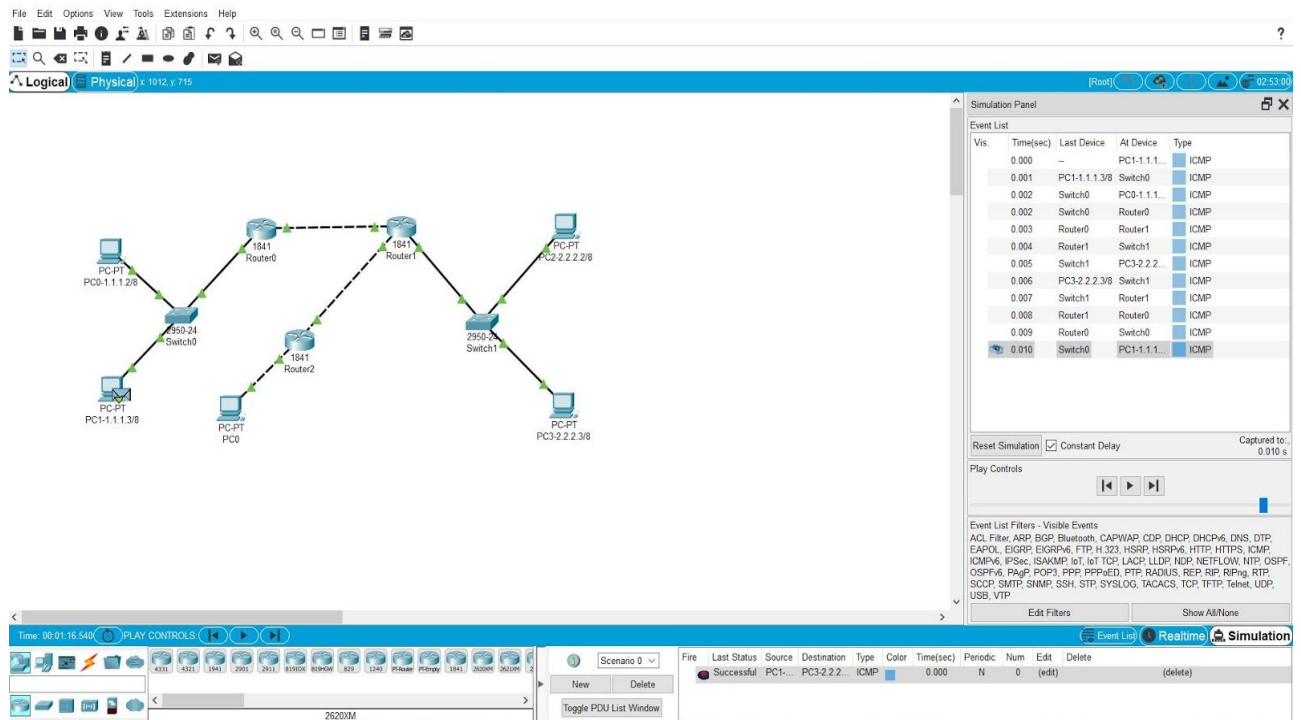 File Edit Options View Tools Extensions Help
?
Logical Physical x: 1012, y: 715 [Root] 02:53:00
Simulation Panel
Event List
Vis. Time(sec) Last Device At Device Type
0.000 -- PC1-1.1.1... ICMP
0.001 PC1-1.1.1.3/8 Switch0 ICMP
0.002 Switch0 PC0-1.1.1... ICMP
0.002 Switch0 Router0 ICMP
0.003 Router0 Router1 ICMP
0.004 Router1 Switch1 ICMP
0.005 Switch1 PC3-2.2.2... ICMP
0.006 PC3-2.2.2.3/8 Switch1 ICMP
0.007 Switch1 Router1 ICMP
0.008 Router1 Router0 ICMP
0.009 Router0 Switch0 ICMP
0.010 Switch0 PC1-1.1.1... ICMP
Reset Simulation Constant Delay Captured to:,
0.010 s
Play Controls
Event List Filters - Visible Events
ACL Filter, ARP, BGP, Bluetooth, CAPWAP, CDP, DHCP, DHCPv6, DNS, DTP,
EAPOL, EIGRP, EIGRPv6, FTP, H.323, HSRP, HSRPv6, HTTP, HTTPS, ICMP,
ICMPv6, IPSec, ISAKMP, IoT, IoT TCP, LACP, LLDP, NDP, NETFLOW, NTP, OSPF,
OSPFv6, PAgP, POP3, PPP, PPPoED, PTP, RADIUS, REP, RIP, RIPng, RTP,
SCCP, SMTP, SNMP, SSH, STP, SYSLOG, TACACS, TCP, TFTP, Telnet, UDP,
USB, VTP
Edit Filters Show All/None
1841
Router0
1841
Router1
PC-PT
PC0-1.1.1.2/8
PC-PT
PC2-2.2.2.2/8
2950-24
Switch0
2950-24
Switch1
1841
Router2
PC-PT
PC1-1.1.1.3/8
PC-PT
PC0
PC-PT
PC3-2.2.2.3/8
Time: 00:01:16.540 PLAY CONTROLS: Event List Realtime Simulation
4331 4321 1941 2901 2911 819IOX 819HGW 829 1240 PT-Router PT-Empty 1841 2620XM 2621XM 2
2620XM
Scenario 0
New Delete
Toggle PDU List Window
Fire Last Status Source Destination Type Color Time(sec) Periodic Num Edit Delete
Successful PC1-... PC3-2.2.2... ICMP 0.000 N 0 (edit) (delete)